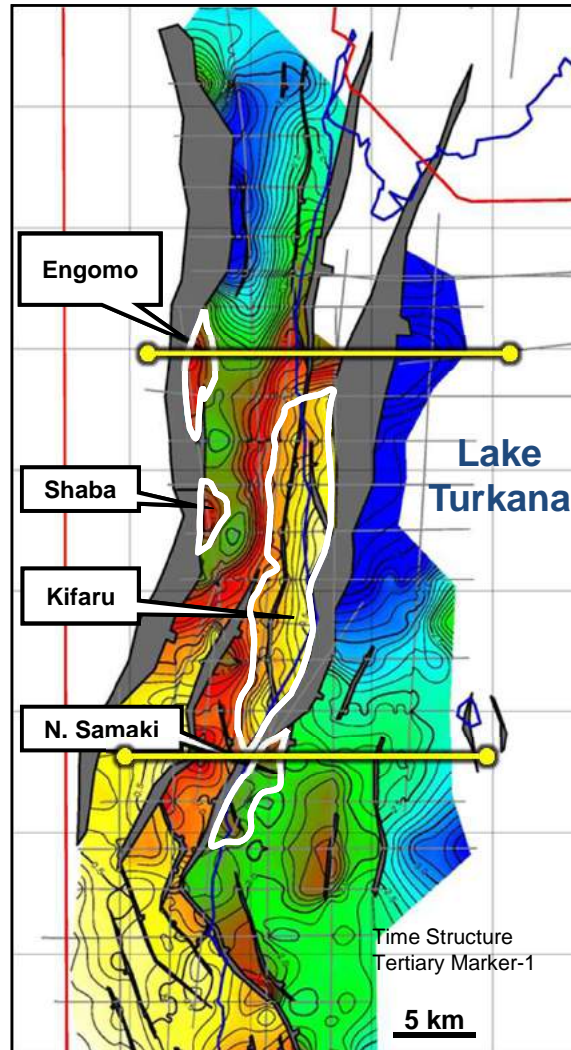 Engomo
Lake
Turkana
Shaba
Kifaru
N. Samaki
Time Structure
Tertiary Marker-1
5 km